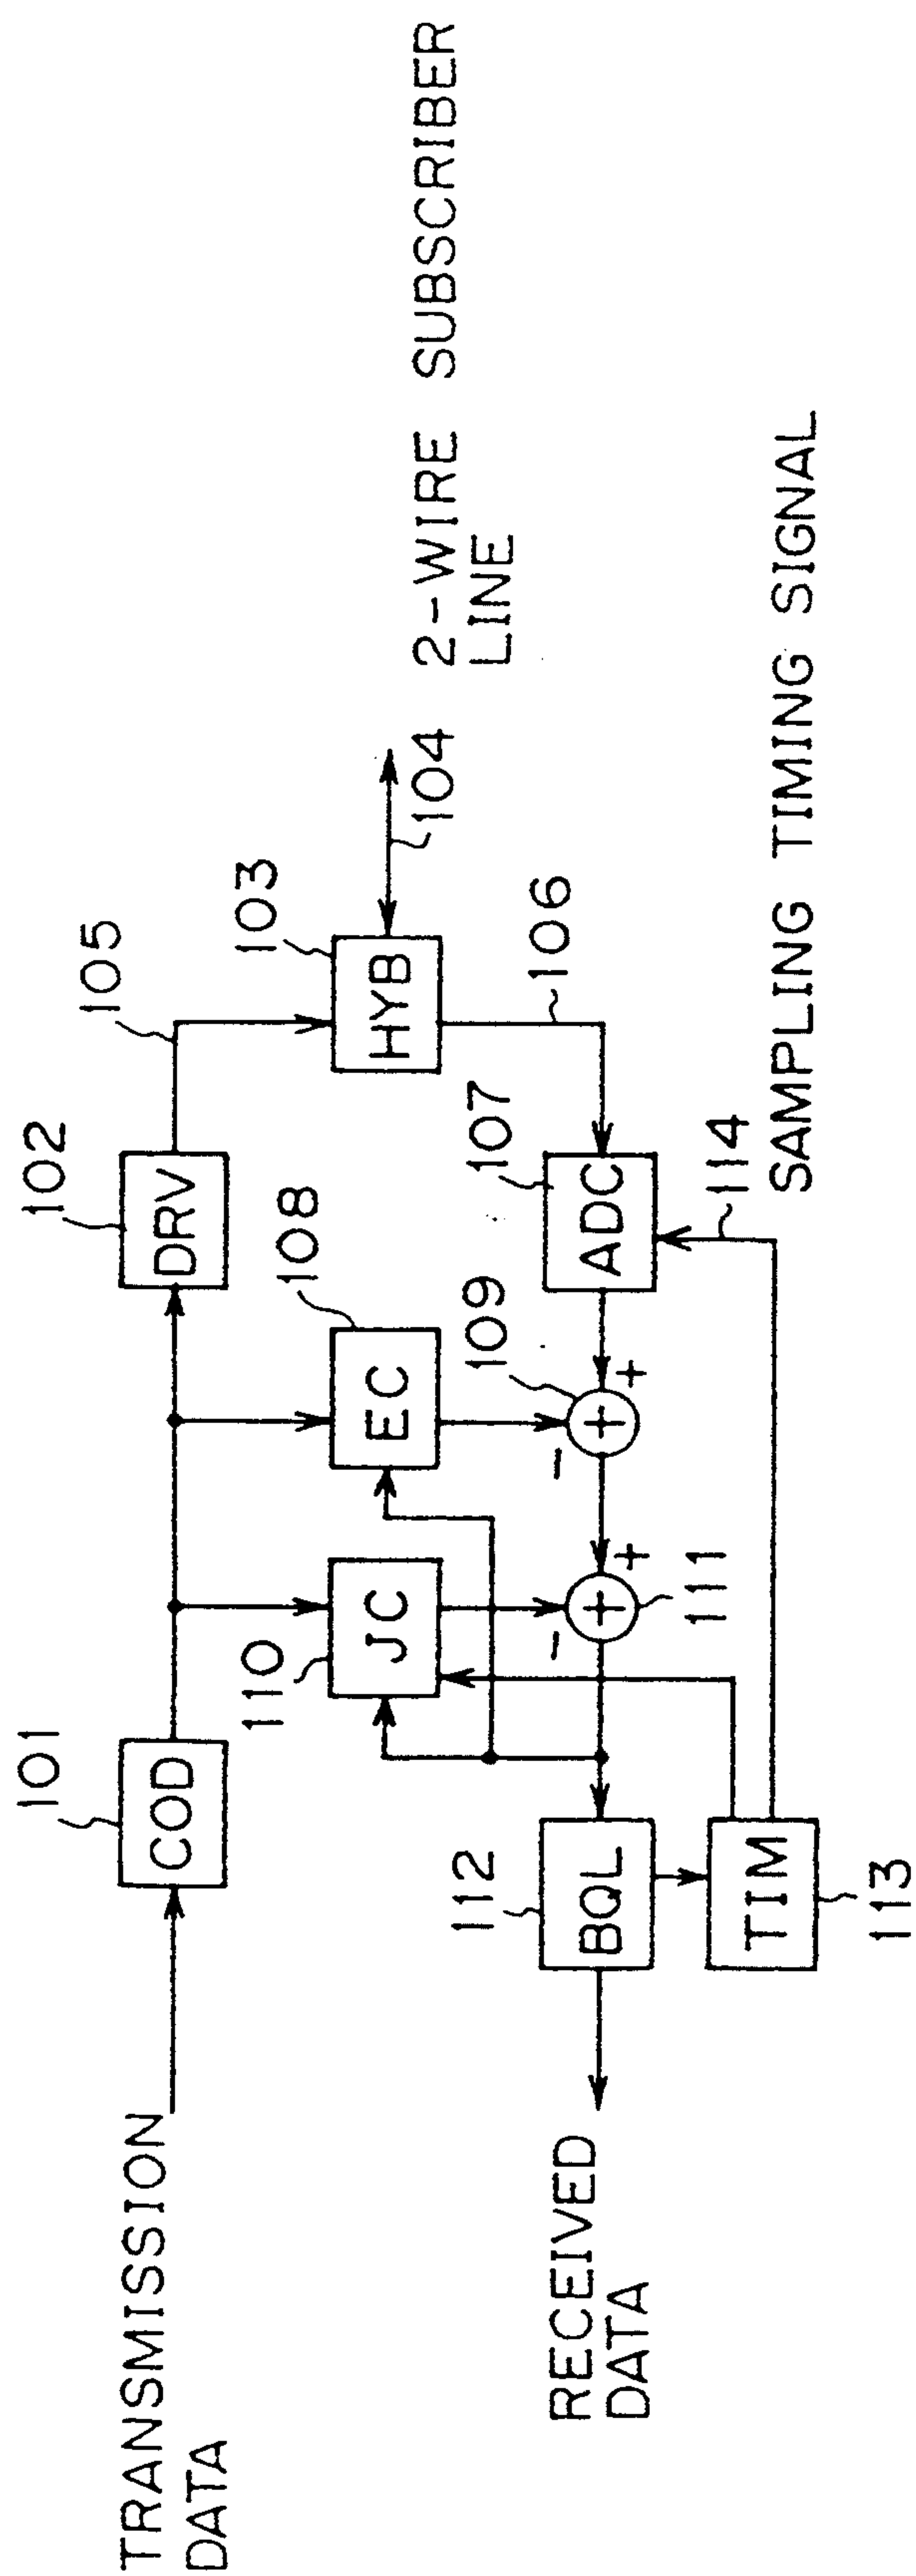 TRANSMISSION
DATA
101
COD
102
DRV
105
103
HYB
104
2-WIRE SUBSCRIBER
LINE
110
JC
108
EC
106
107
ADC
109
+
+
-
111
+
+
-
112
BQL
RECEIVED
DATA
113
TIM
114
SAMPLING TIMING SIGNAL